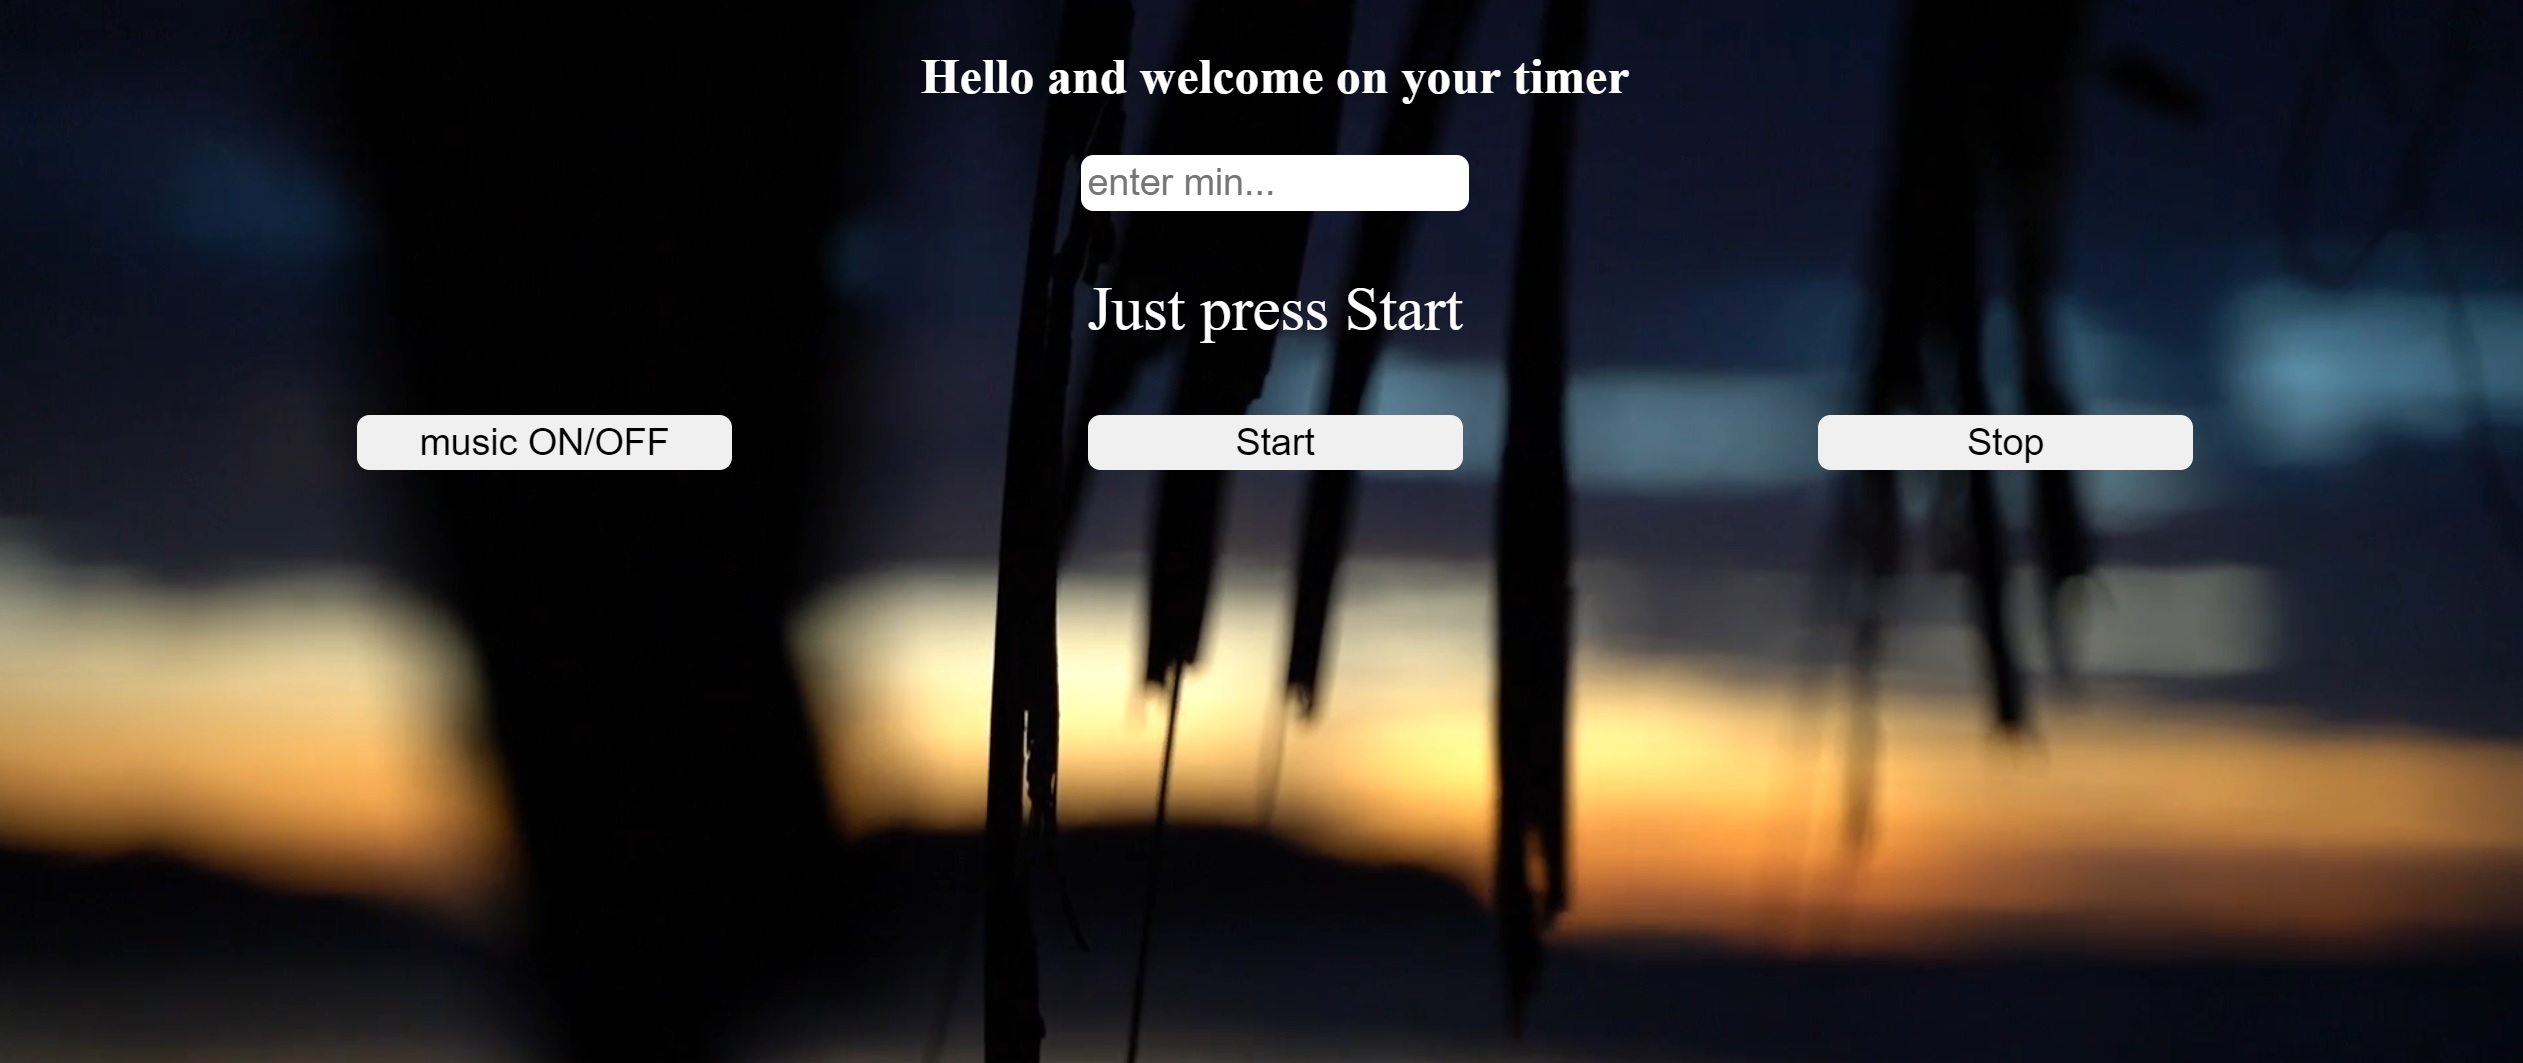 Hello and welcome on your timer
enter min...
Just press Start
music ON/OFF
Start
Stop